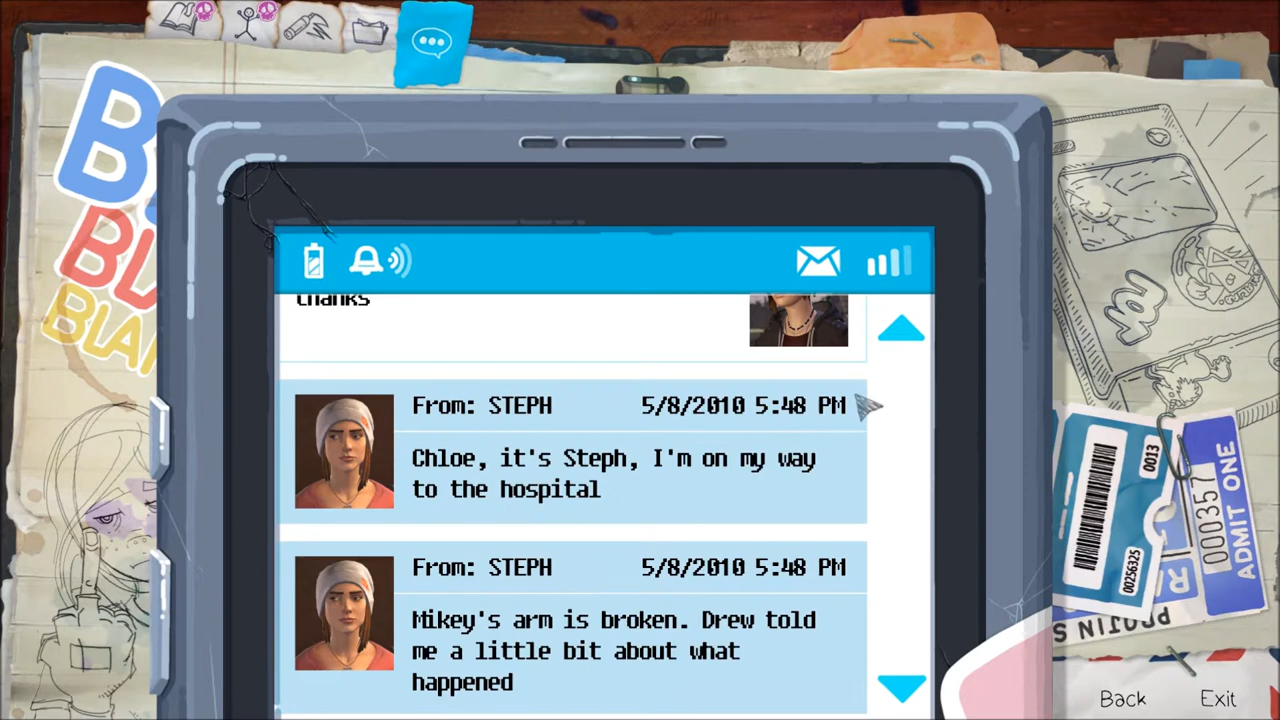 thanks
From: STEPH 5/8/2010 5:48 PM
Chloe, it's Steph, I'm on my way
to the hospital
From: STEPH 5/8/2010 5:48 PM
Mikey's arm is broken. Drew told
me a little bit about what
happened
0013
00256325
000357
ADMIT ONE
Back Exit